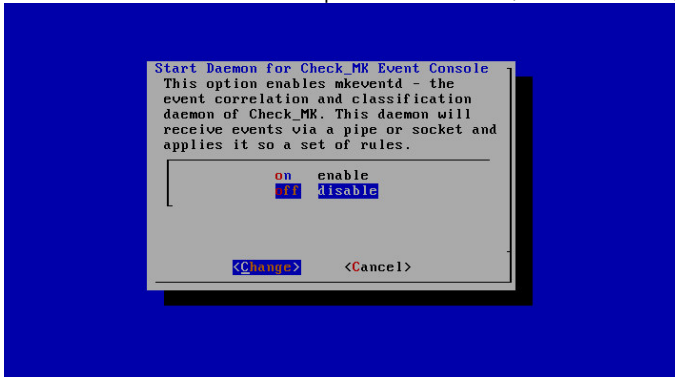 Start Daemon for Check_MK Event Console
This option enables mkeventd - the
event correlation and classification
daemon of Check_MK. This daemon will
receive events via a pipe or socket and
applies it so a set of rules.
on enable
off disable
<Change> <Cancel>